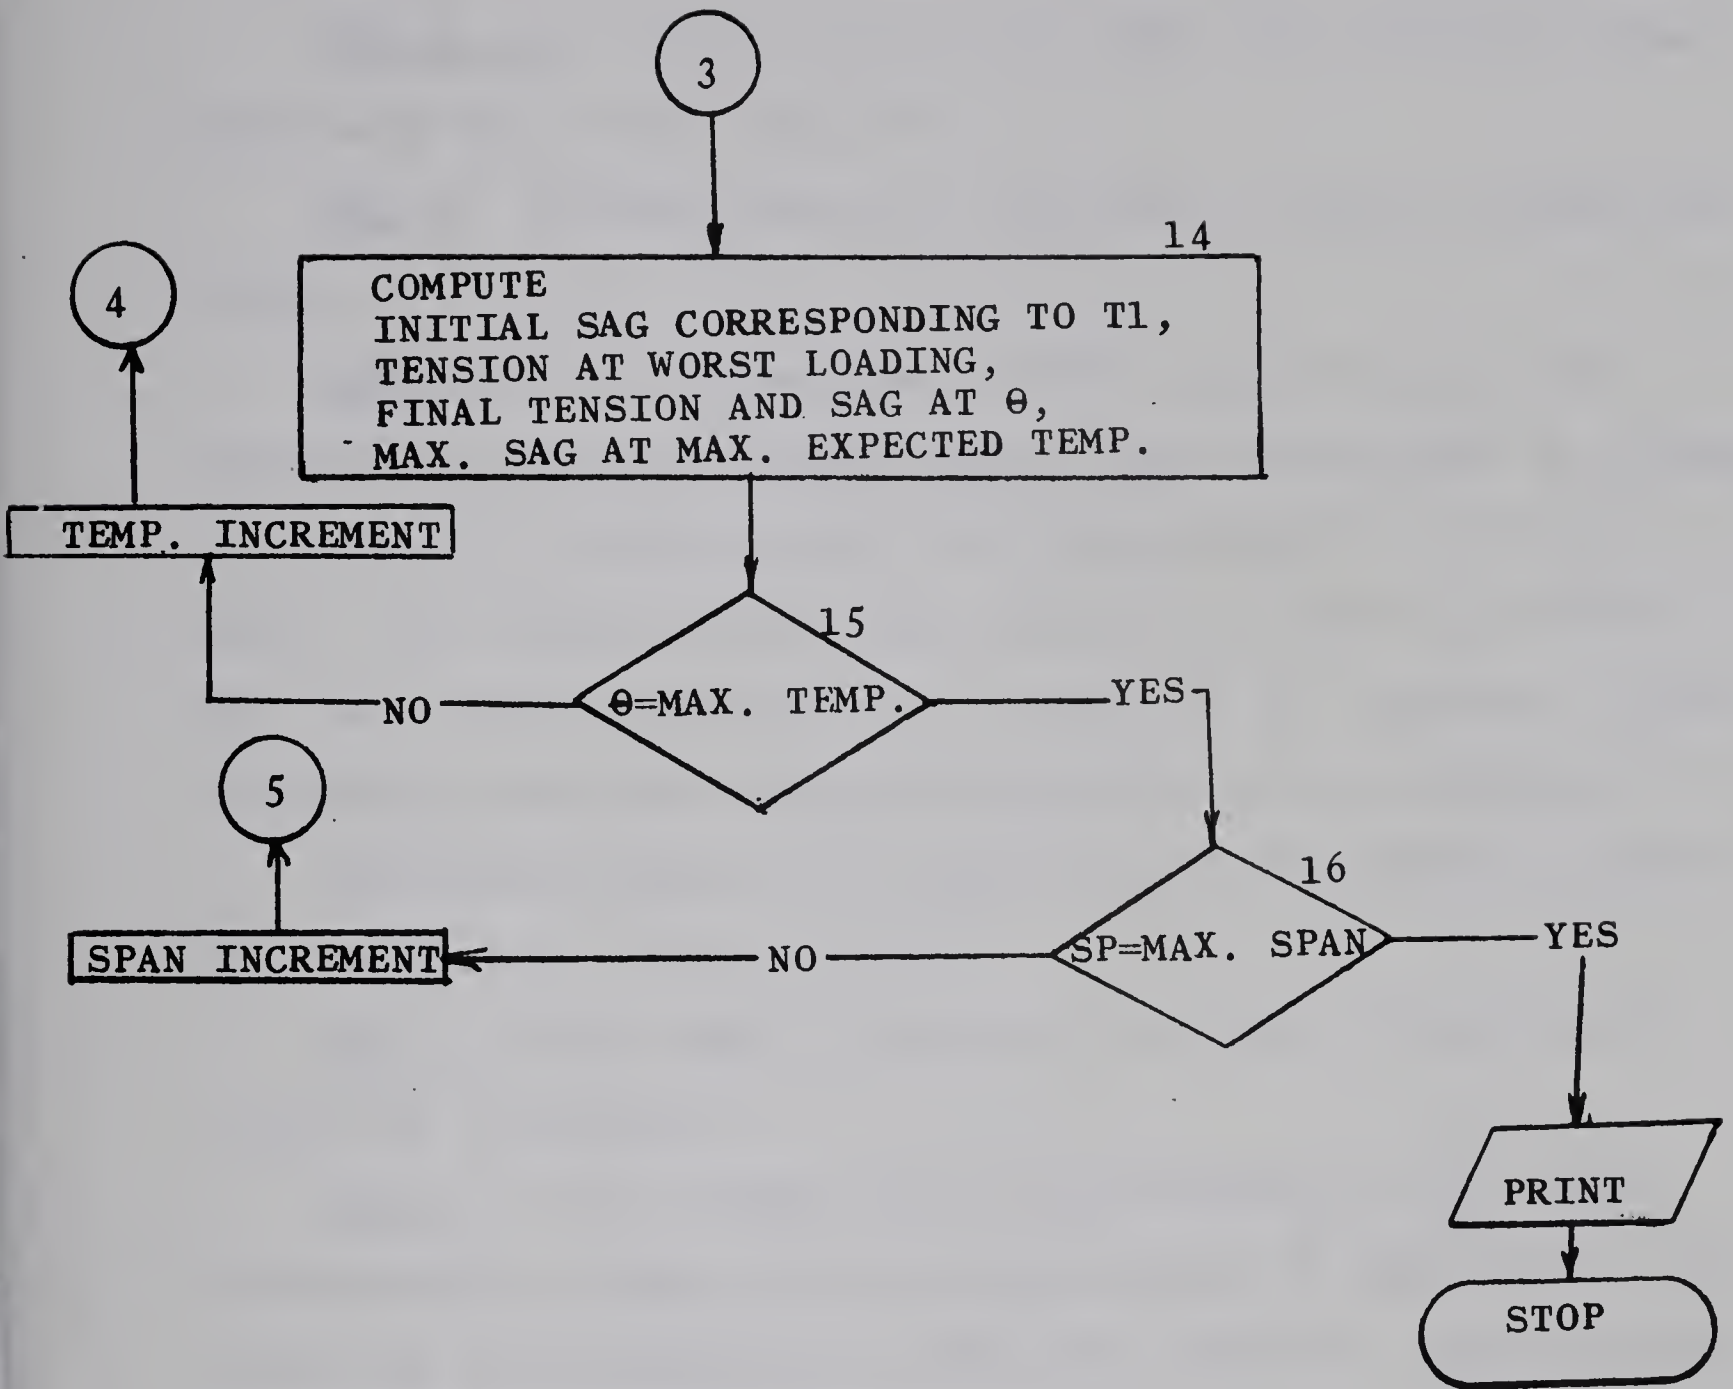 3
14
4
COMPUTE
INITIAL SAG CORRESPONDING TO T1,
TENSION AT WORST LOADING,
FINAL TENSION AND SAG AT θ,
MAX. SAG AT MAX. EXPECTED TEMP.
TEMP. INCREMENT
15
θ=MAX. TEMP.
NO
YES
5
16
SPAN INCREMENT
NO
SP=MAX. SPAN
YES
PRINT
STOP